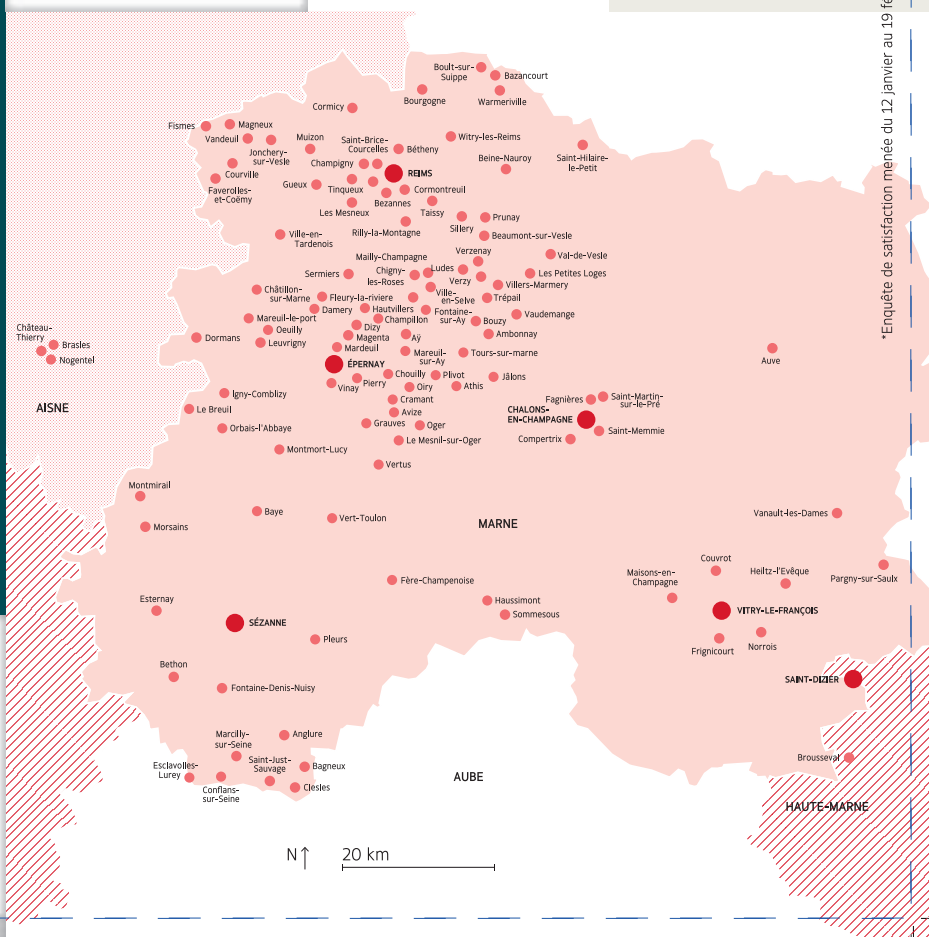 *Enquête de satisfaction menée du 12 janvier au 19 fe
Boult-sur-
Suippe
Bazancourt
Bourgogne
Warmeriville
Cormicy
Fismes
Magneux
Vandeuil
Muizon
Saint-Brice-
Courcelles
Witry-les-Reims
Bétheny
Jonchery-
sur-Vesle
Champigny
Beine-Nauroy
Saint-Hilaire-
le-Petit
Courville
REIMS
Gueux
Tinqueux
Cormontreuil
Faverolles-
et-Coëmy
Bezannes
Les Mesneux
Taissy
Prunay
Sillery
Rilly-la-Montagne
Ville-en-
Tardenois
Beaumont-sur-Vesle
Verzenay
Val-de-Vesle
Mailly-Champagne
Sermiers
Chigny-
les-Roses
Ludes
Verzy
Les Petites Loges
Villers-Marmery
Châtillon-
sur-Marne
Fleury-la-riviere
Ville-
en-Selve
Trépail
Damery
Hautvillers
Fontaine-
sur-Ay
Vaudemange
Mareuil-le-port
Champillon
Bouzy
Oeuilly
Dizy
Château-
Thierry
Brasles
Nogentel
Dormans
Leuvrigny
Magenta
Aÿ
Ambonnay
Mardeuil
Mareuil-
sur-Ay
Tours-sur-marne
Auve
ÉPERNAY
Chouilly
Plivot
Jâlons
Vinay
Pierry
Oiry
Athis
Igny-Comblizy
Cramant
Fagnières
Saint-Martin-
sur-le-Pré
AISNE
Le Breuil
Avize
CHALONS-
EN-CHAMPAGNE
Orbais-l'Abbaye
Grauves
Oger
Saint-Memmie
Le Mesnil-sur-Oger
Compertrix
Montmort-Lucy
Vertus
Montmirail
Baye
Vert-Toulon
MARNE
Vanault-les-Dames
Morsains
Couvrot
Heiltz-l'Evêque
Pargny-sur-Saulx
Maisons-en-
Champagne
Fère-Champenoise
Esternay
Haussimont
Sommesous
VITRY-LE-FRANÇOIS
SÉZANNE
Pleurs
Frignicourt
Norrois
Bethon
Fontaine-Denis-Nuisy
SAINT-DIZIER
Marcilly-
sur-Seine
Anglure
Esclavolles-
Lurey
Saint-Just-
Sauvage
Bagneux
Brousseval
AUBE
Conflans-
sur-Seine
Clesles
HAUTE-MARNE
N
20 km